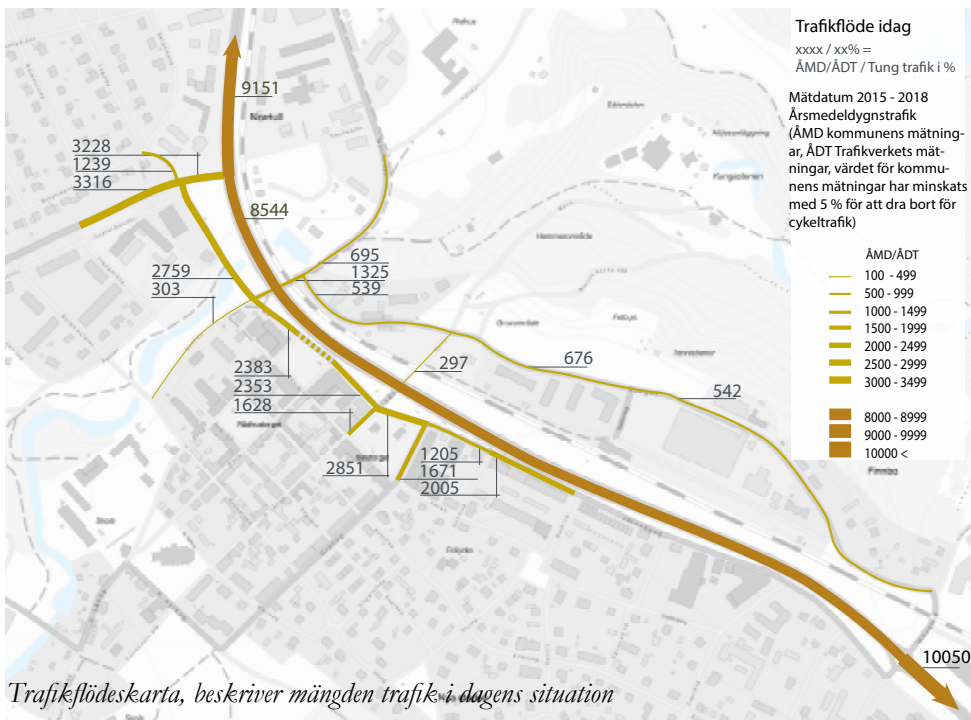 Trafikflöde idag
xxxx / xx% =
ÅMD/ÅDT / Tung trafik i %
Mätdatum 2015 - 2018
Årsmedeldygnstrafik
(ÅMD kommunens mätning-
ar, ÅDT Trafikverkets mät-
ningar, värdet för kommu-
nens mätningar har minskats
med 5 % för att dra bort för
cykeltrafik)
ÅMD/ÅDT
100 - 499
500 - 999
1000 - 1499
1500 - 1999
2000 - 2499
2500 - 2999
3000 - 3499
8000 - 8999
9000 - 9999
10000 <
9151
Norrtull
3228
1239
3316
8544
695
1325
539
2759
303
297
676
542
2383
2353
1628
2851
1205
1671
2005
Finnbo
10050
Trafikflödeskarta, beskriver mängden trafik i dagens situation